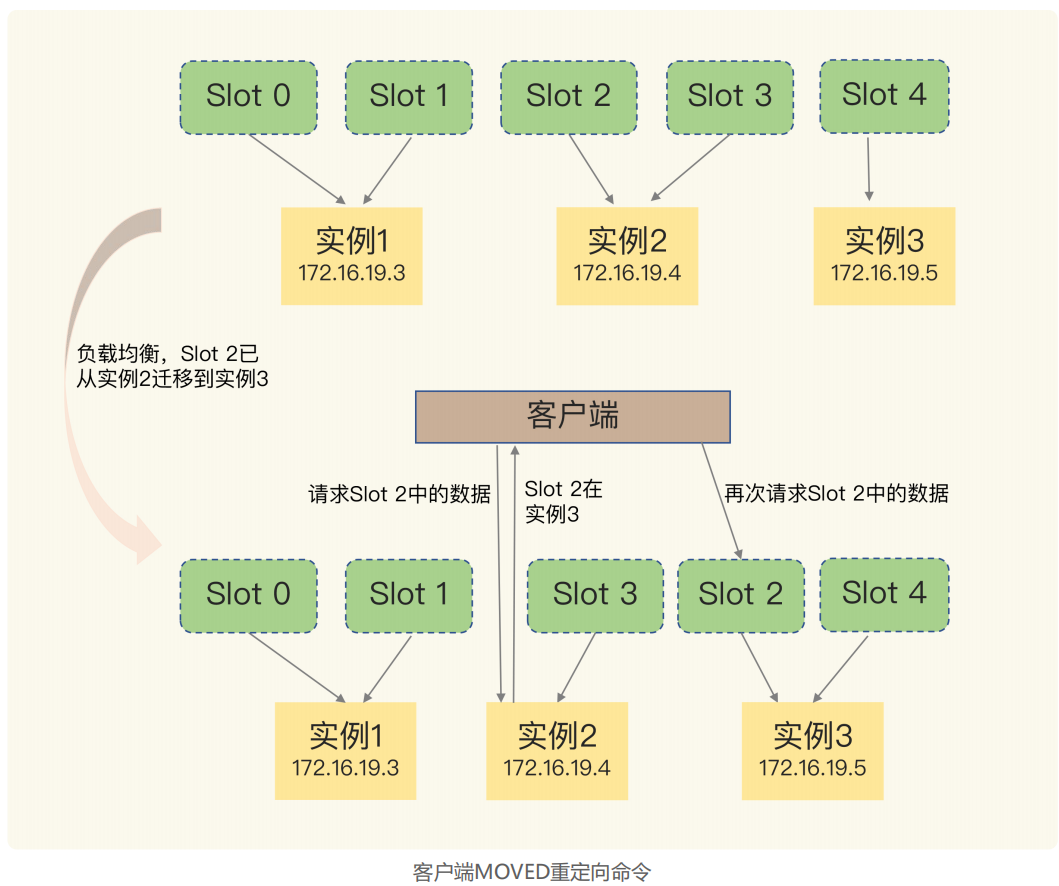 Slot 0
Slot 1
Slot 2
Slot 3
Slot 4
实例1
172.16.19.3
实例2
172.16.19.4
实例3
172.16.19.5
负载均衡，Slot 2已
从实例2迁移到实例3
客户端
请求Slot 2中的数据
Slot 2在
实例3
再次请求Slot 2中的数据
Slot 0
Slot 1
Slot 3
Slot 2
Slot 4
实例1
172.16.19.3
实例2
172.16.19.4
实例3
172.16.19.5
客户端MOVED重定向命令